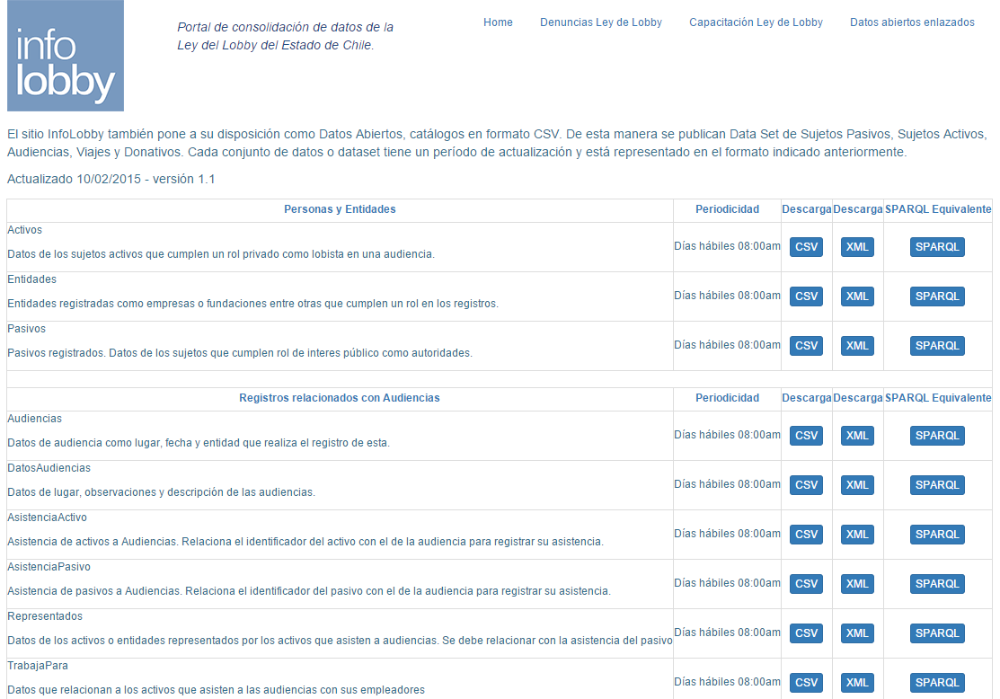 info
lobby
Portal de consolidación de datos de la
Ley del Lobby del Estado de Chile.
Home Denuncias Ley de Lobby Capacitación Ley de Lobby Datos abiertos enlazados
El sitio InfoLobby también pone a su disposición como Datos Abiertos, catálogos en formato CSV. De esta manera se publican Data Set de Sujetos Pasivos, Sujetos Activos,
Audiencias, Viajes y Donativos. Cada conjunto de datos o dataset tiene un período de actualización y está representado en el formato indicado anteriormente.
Actualizado 10/02/2015 - versión 1.1
Personas y Entidades Periodicidad Descarga Descarga SPARQL Equivalente
Activos
Datos de los sujetos activos que cumplen un rol privado como lobista en una audiencia.
Días hábiles 08:00am CSV XML SPARQL
Entidades
Entidades registradas como empresas o fundaciones entre otras que cumplen un rol en los registros.
Días hábiles 08:00am CSV XML SPARQL
Pasivos
Pasivos registrados. Datos de los sujetos que cumplen rol de interes público como autoridades.
Días hábiles 08:00am CSV XML SPARQL
Registros relacionados con Audiencias Periodicidad Descarga Descarga SPARQL Equivalente
Audiencias
Datos de audiencia como lugar, fecha y entidad que realiza el registro de esta.
Días hábiles 08:00am CSV XML SPARQL
DatosAudiencias
Datos de lugar, observaciones y descripción de las audiencias.
Días hábiles 08:00am CSV XML SPARQL
AsistenciaActivo
Asistencia de activos a Audiencias. Relaciona el identificador del activo con el de la audiencia para registrar su asistencia.
Días hábiles 08:00am CSV XML SPARQL
AsistenciaPasivo
Asistencia de pasivos a Audiencias. Relaciona el identificador del pasivo con el de la audiencia para registrar su asistencia.
Días hábiles 08:00am CSV XML SPARQL
Representados
Datos de los activos o entidades representados por los activos que asisten a audiencias. Se debe relacionar con la asistencia del pasivo
Días hábiles 08:00am CSV XML SPARQL
TrabajaPara
Datos que relacionan a los activos que asisten a las audiencias con sus empleadores
Días hábiles 08:00am CSV XML SPARQL